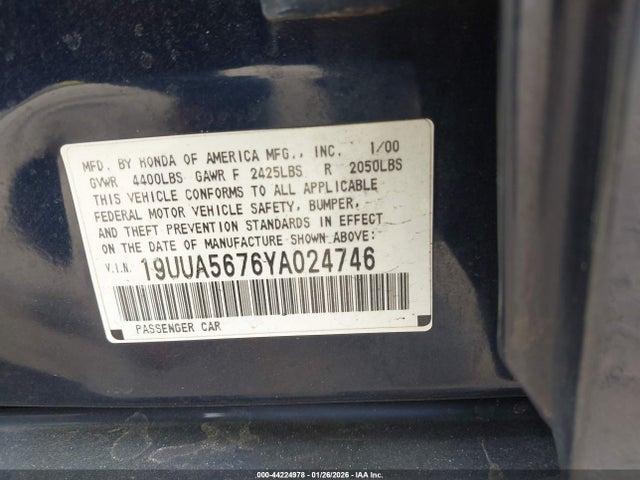 MFD. BY HONDA OF AMERICA MFG., INC. 1/00
GVWR 4400LBS GAWR F 2425LBS R 2050LBS
THIS VEHICLE CONFORMS TO ALL APPLICABLE
FEDERAL MOTOR VEHICLE SAFETY, BUMPER,
AND THEFT PREVENTION STANDARDS IN EFFECT
ON THE DATE OF MANUFACTURE SHOWN ABOVE:
V.I.N. 19UUA5676YA024746
PASSENGER CAR
000-44224978 - 01/26/2026 - IAA Inc.